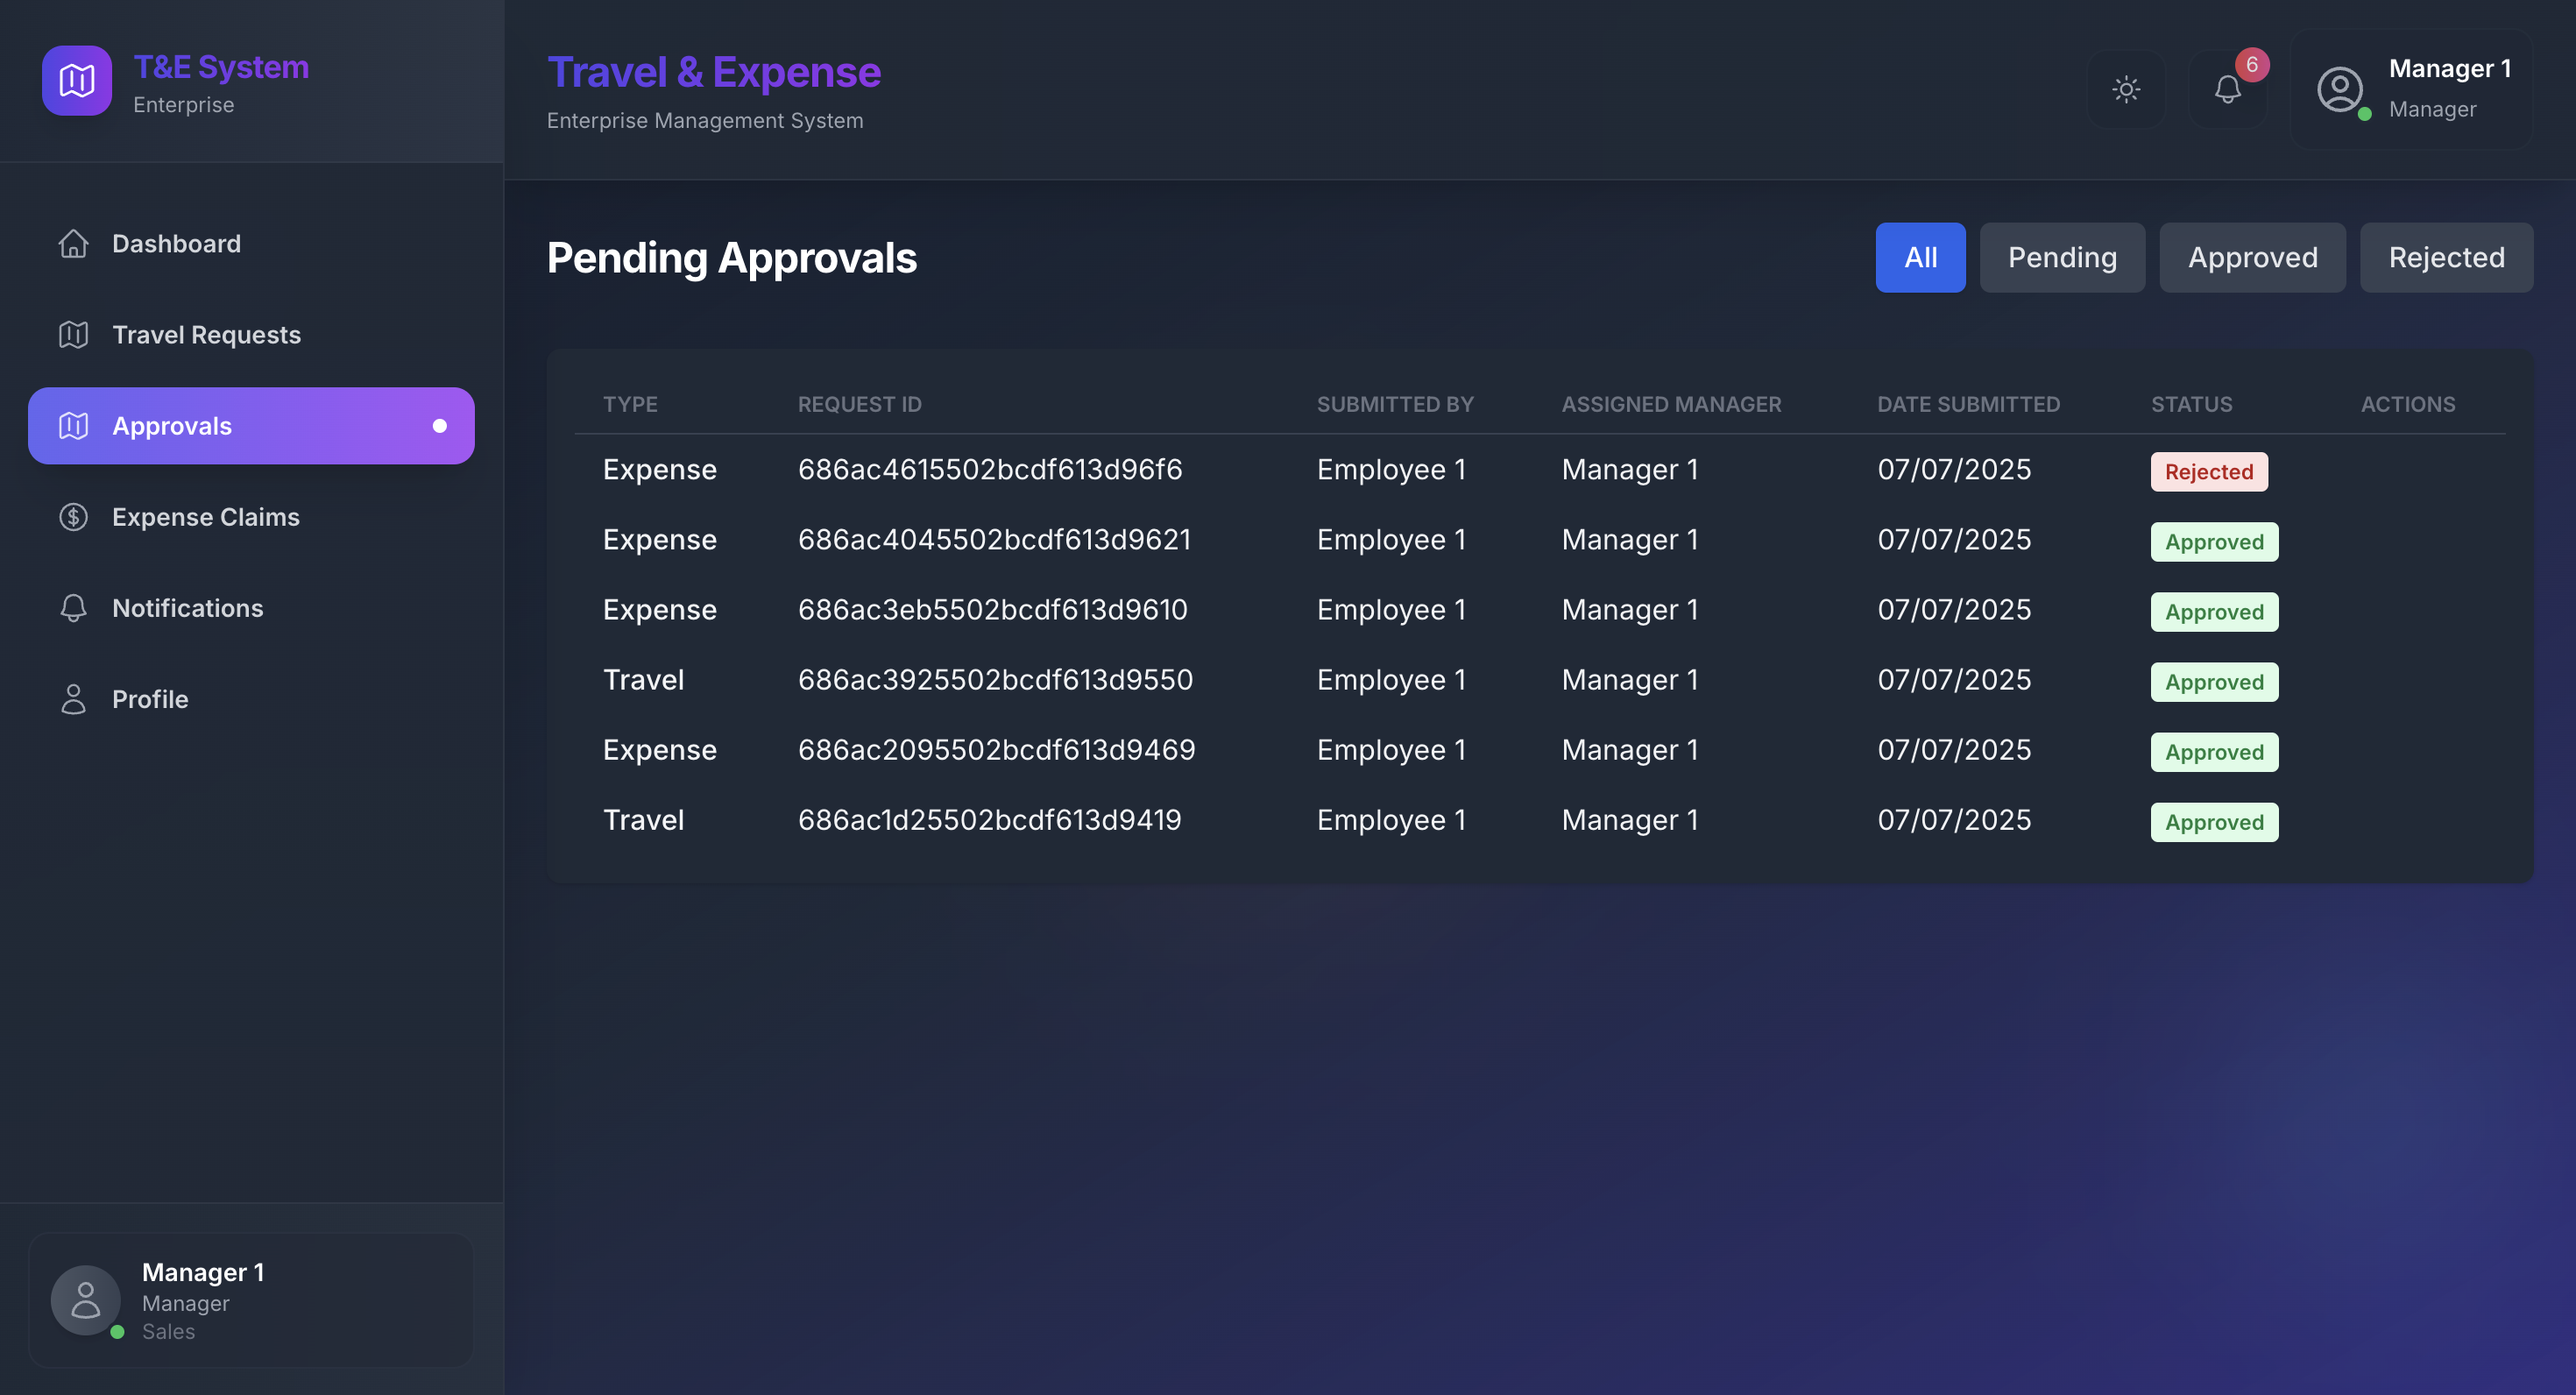 T&E System
Enterprise
Dashboard
Travel Requests
Approvals
Expense Claims
Notifications
Profile
Manager 1
Manager
Sales
Travel & Expense
Enterprise Management System
6
Manager 1
Manager
Pending Approvals
All Pending Approved Rejected
TYPE REQUEST ID SUBMITTED BY ASSIGNED MANAGER DATE SUBMITTED STATUS ACTIONS
Expense 686ac4615502bcdf613d96f6 Employee 1 Manager 1 07/07/2025 Rejected
Expense 686ac4045502bcdf613d9621 Employee 1 Manager 1 07/07/2025 Approved
Expense 686ac3eb5502bcdf613d9610 Employee 1 Manager 1 07/07/2025 Approved
Travel 686ac3925502bcdf613d9550 Employee 1 Manager 1 07/07/2025 Approved
Expense 686ac2095502bcdf613d9469 Employee 1 Manager 1 07/07/2025 Approved
Travel 686ac1d25502bcdf613d9419 Employee 1 Manager 1 07/07/2025 Approved